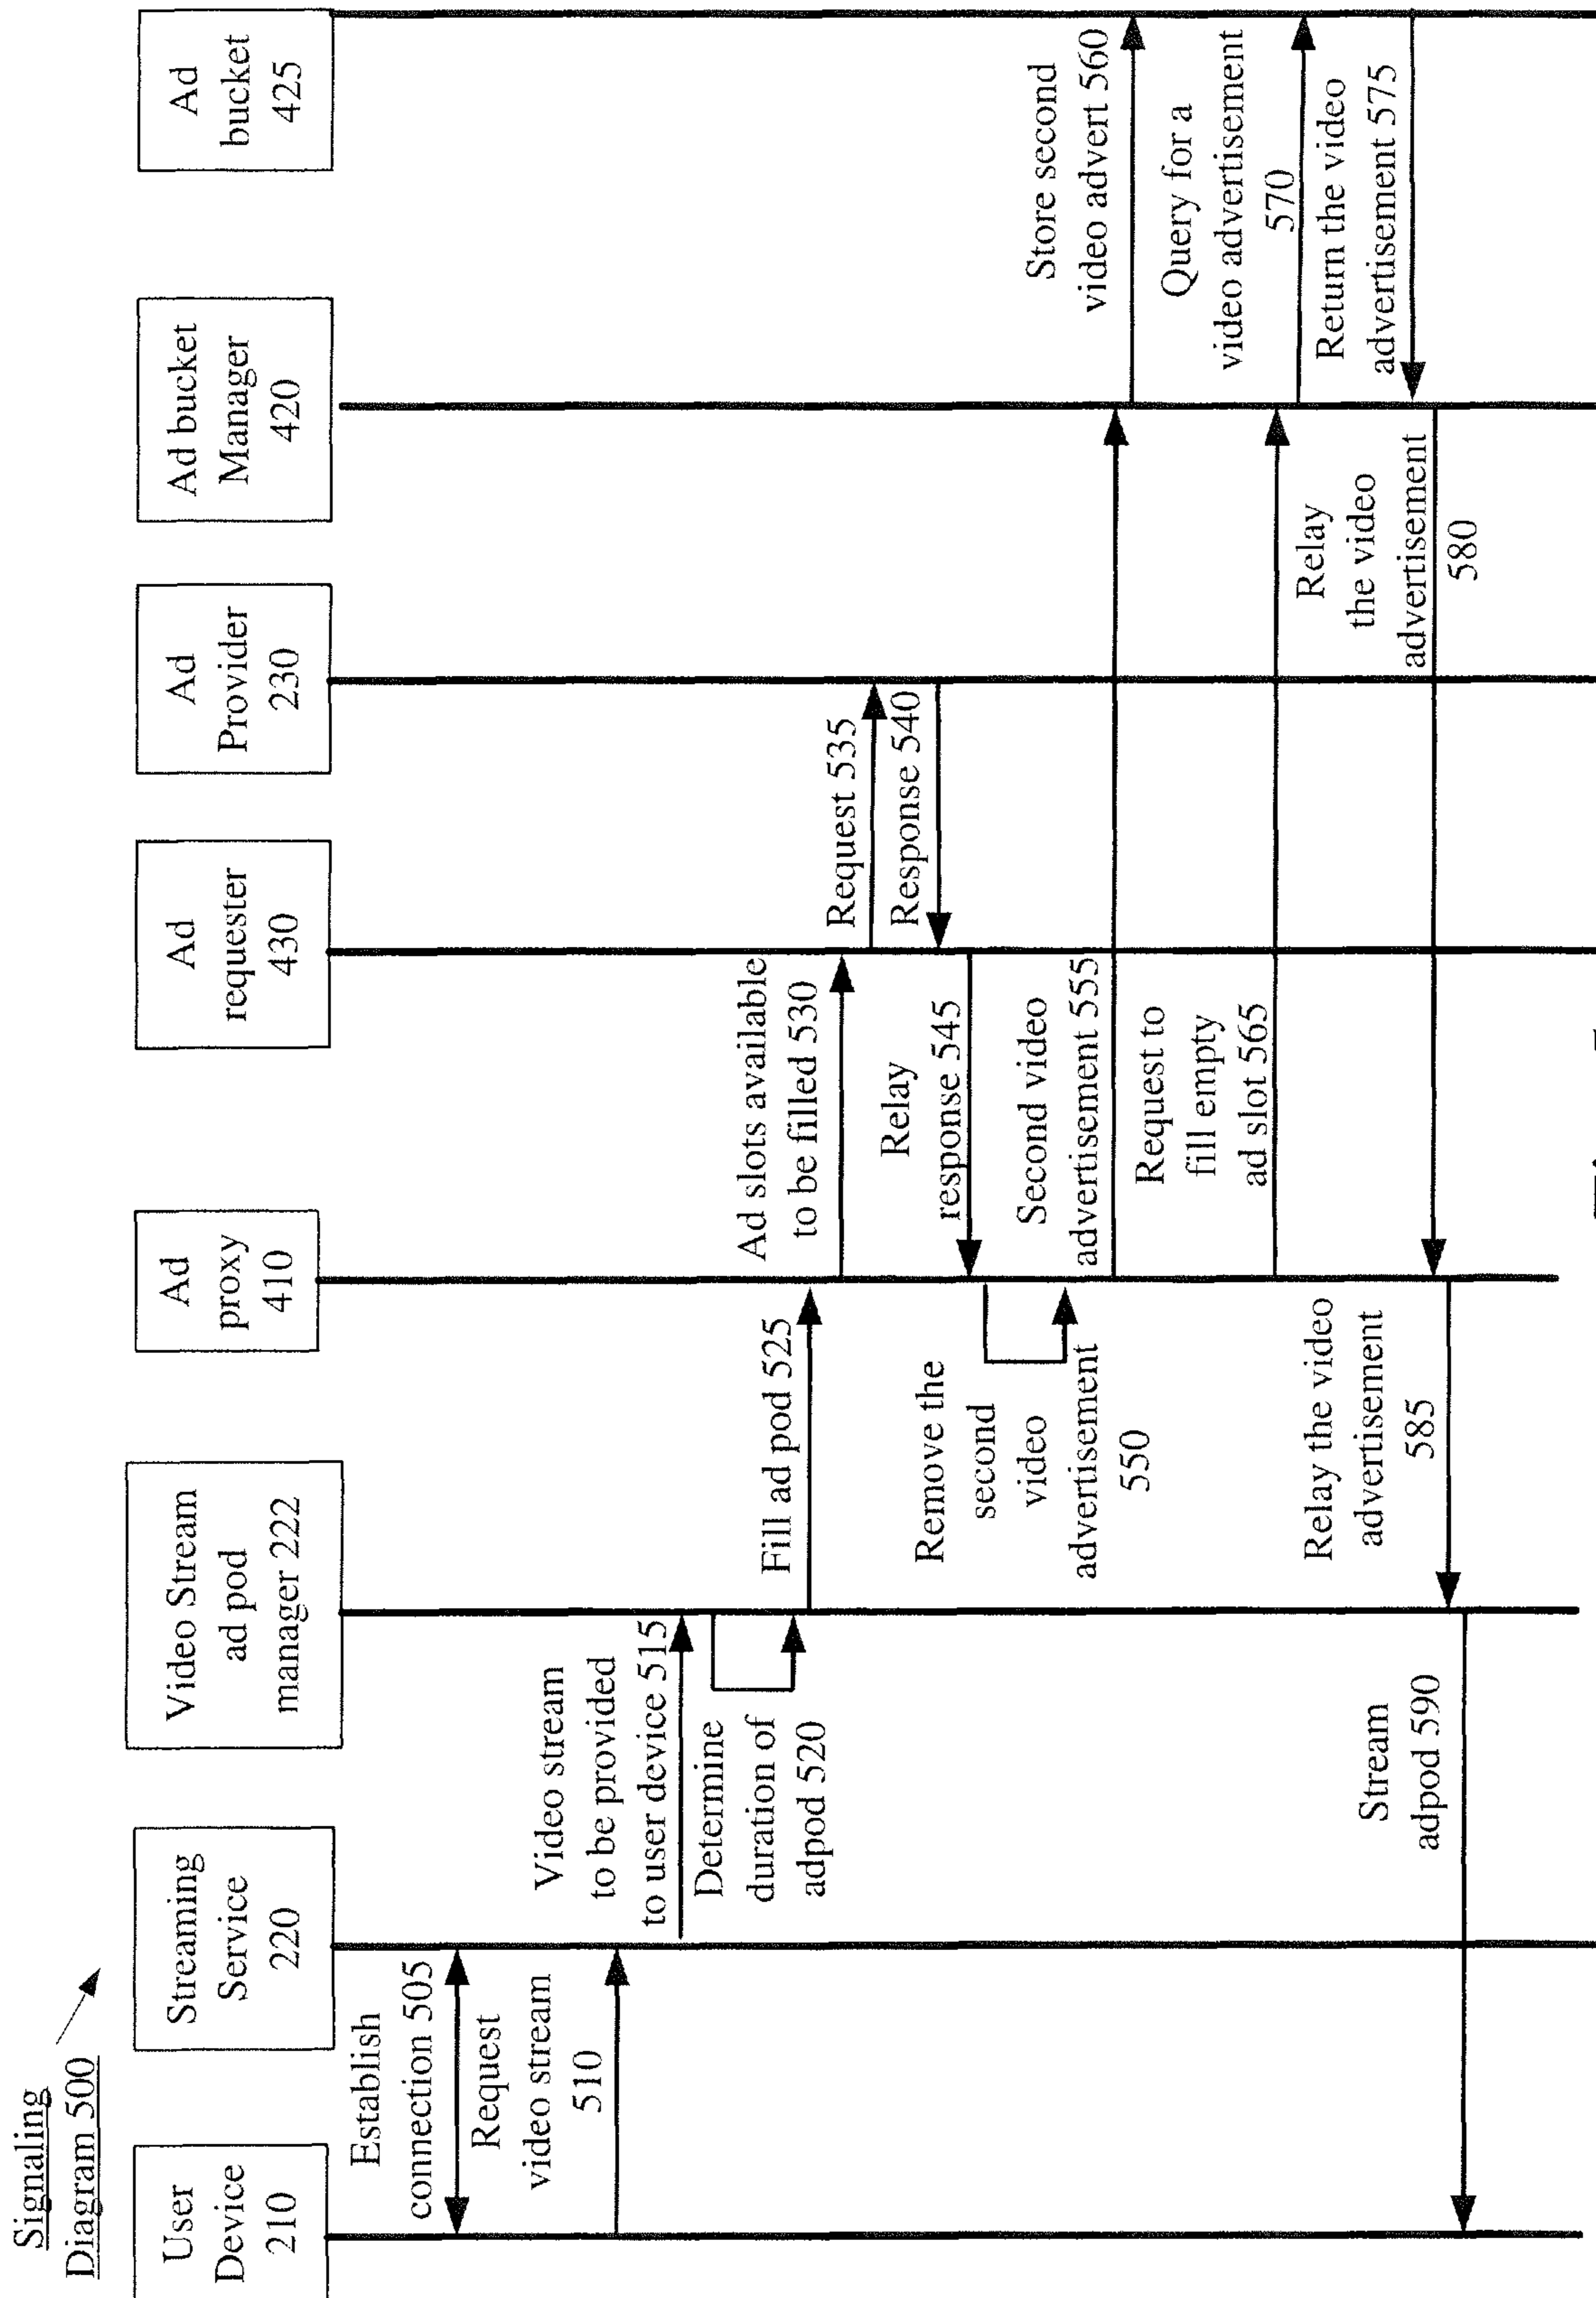 Signaling
Diagram 500
User
Device
210
Streaming
Service
220
Video Stream
ad pod
manager 222
Ad
proxy
410
Ad
requester
430
Ad
Provider
230
Ad bucket
Manager
420
Ad
bucket
425
Establish
connection 505
Request
video stream
510
Video stream
to be provided
to user device 515
Determine
duration of
adpod 520
Fill ad pod 525
Ad slots available
to be filled 530
Request 535
Response 540
Relay
response 545
Remove the
second
video
advertisement
550
Second video
advertisement 555
Store second
video advert 560
Request to
fill empty
ad slot 565
Query for a
video advertisement
570
Return the video
advertisement 575
Relay
the video
advertisement
580
Relay the video
advertisement
585
Stream
adpod 590